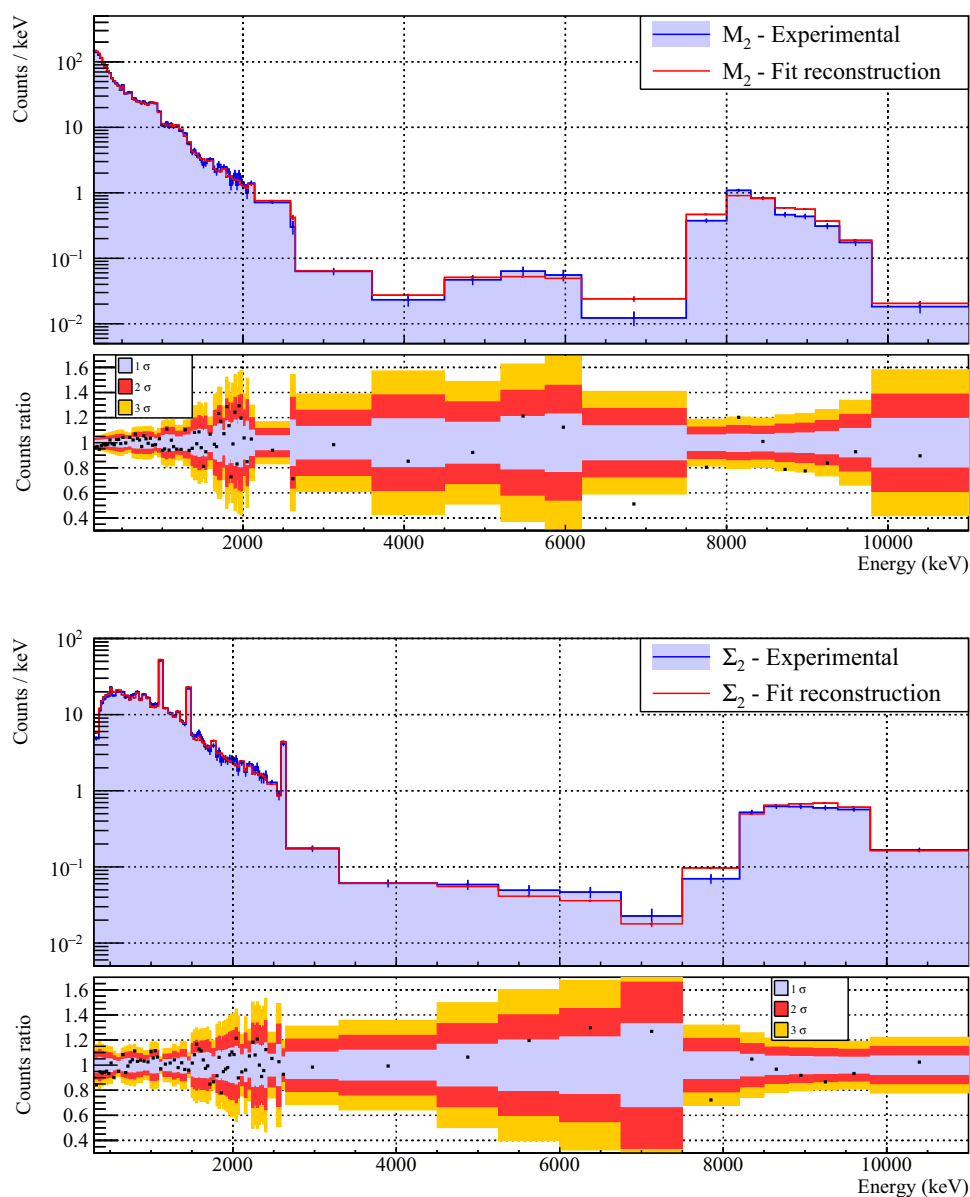 Counts / keV
M₂ - Experimental
M₂ - Fit reconstruction
10²
10
1
10⁻¹
10⁻²
Counts ratio
1 σ
2 σ
3 σ
1.6
1.4
1.2
1
0.8
0.6
0.4
2000 4000 6000 8000 10000
Energy (keV)
Counts / keV
Σ₂ - Experimental
Σ₂ - Fit reconstruction
10²
10
1
10⁻¹
10⁻²
Counts ratio
1 σ
2 σ
3 σ
1.6
1.4
1.2
1
0.8
0.6
0.4
2000 4000 6000 8000 10000
Energy (keV)